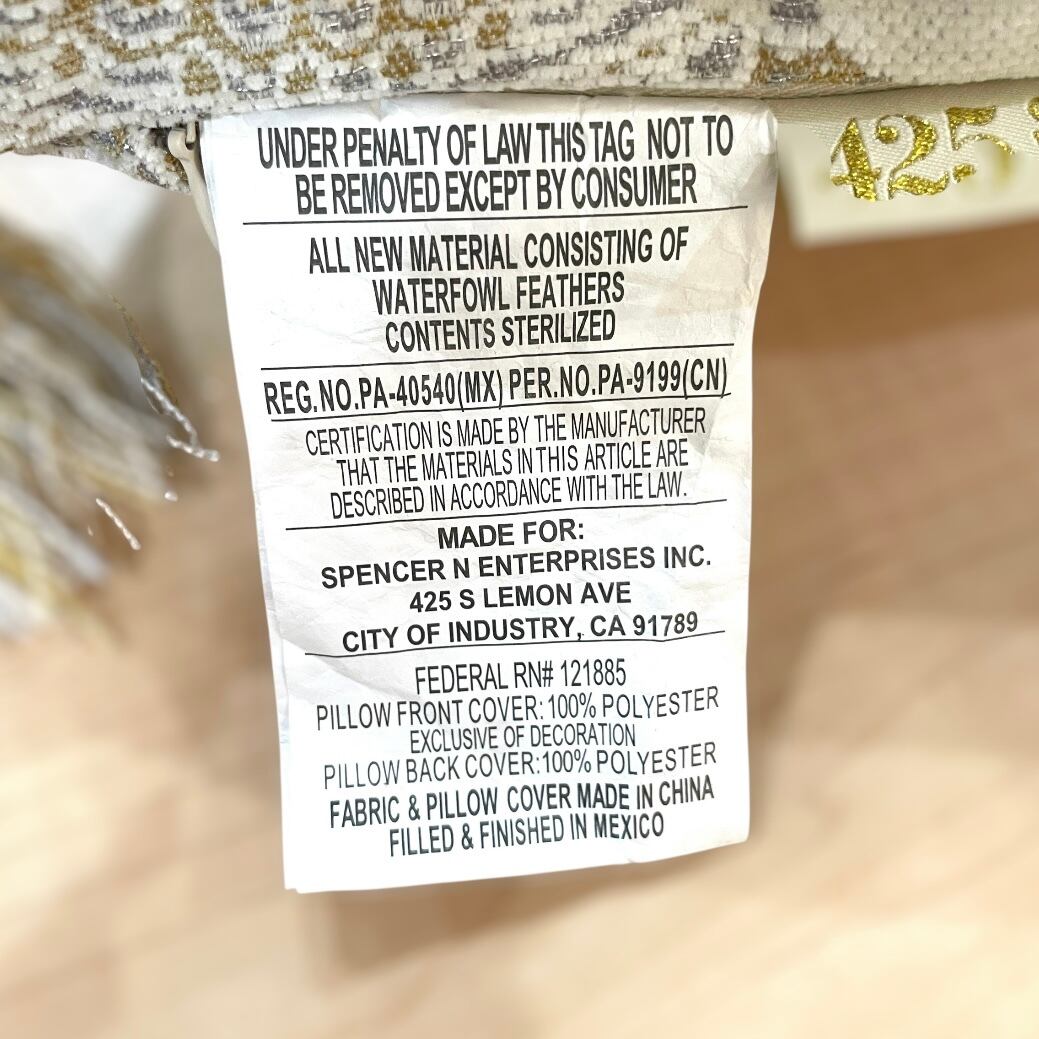 UNDER PENALTY OF LAW THIS TAG NOT TO
BE REMOVED EXCEPT BY CONSUMER
ALL NEW MATERIAL CONSISTING OF
WATERFOWL FEATHERS
CONTENTS STERILIZED
REG.NO.PA-40540(MX) PER.NO.PA-9199(CN)
CERTIFICATION IS MADE BY THE MANUFACTURER
THAT THE MATERIALS IN THIS ARTICLE ARE
DESCRIBED IN ACCORDANCE WITH THE LAW.
MADE FOR:
SPENCER N ENTERPRISES INC.
425 S LEMON AVE
CITY OF INDUSTRY, CA 91789
FEDERAL RN# 121885
PILLOW FRONT COVER: 100% POLYESTER
EXCLUSIVE OF DECORATION
PILLOW BACK COVER:100% POLYESTER
FABRIC & PILLOW COVER MADE IN CHINA
FILLED & FINISHED IN MEXICO
425